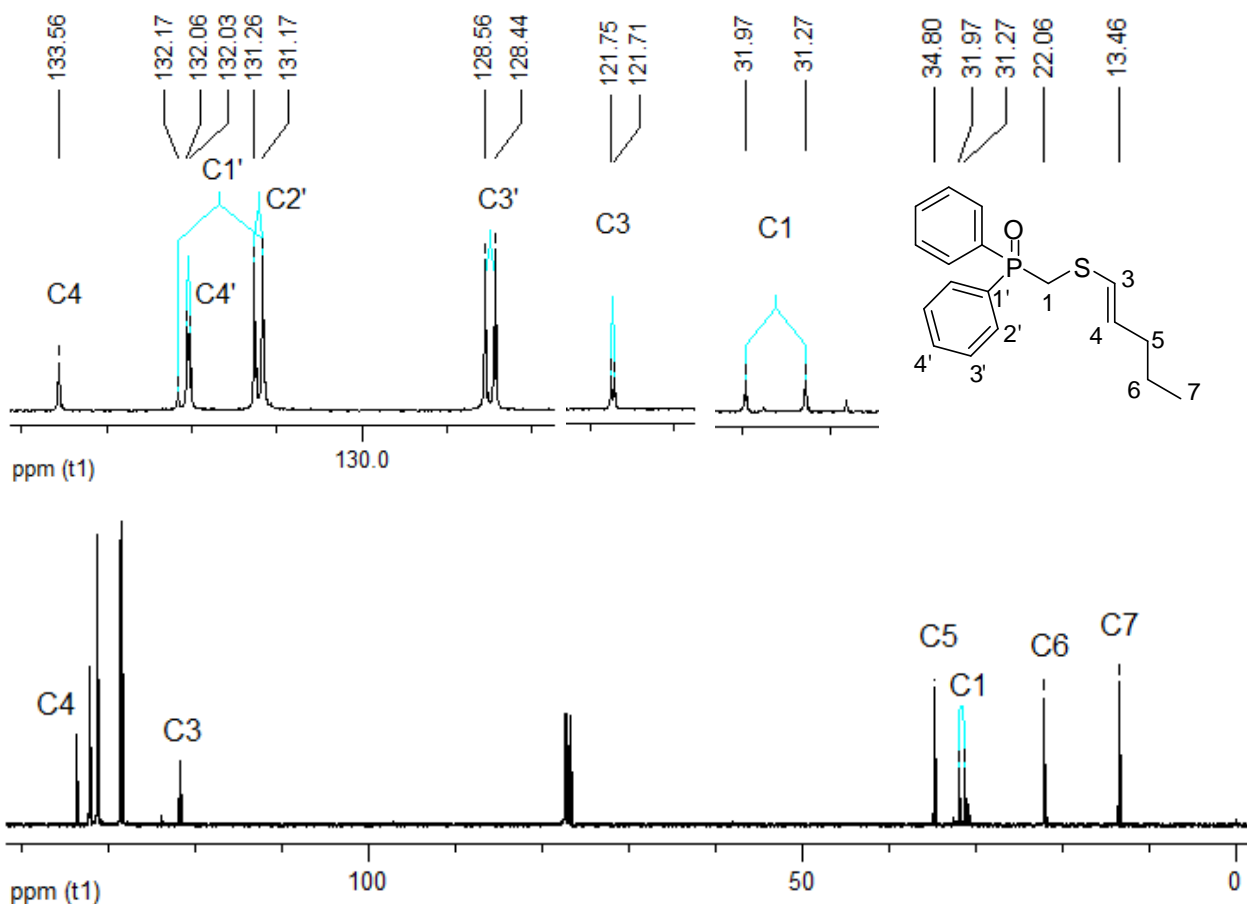 133.56 132.17 132.06 132.03 131.26 131.17 128.56 128.44 121.75 121.71 31.97 31.27 34.80 31.97 31.27 22.06 13.46
C1'
C2' C3' C3 C1
C4 C4'
O
P S 3
1' 1
2' 4 5
4' 3' 6 7
130.0
ppm (t1)
C5 C6 C7
C4 C3 C1
100 50 0
ppm (t1)